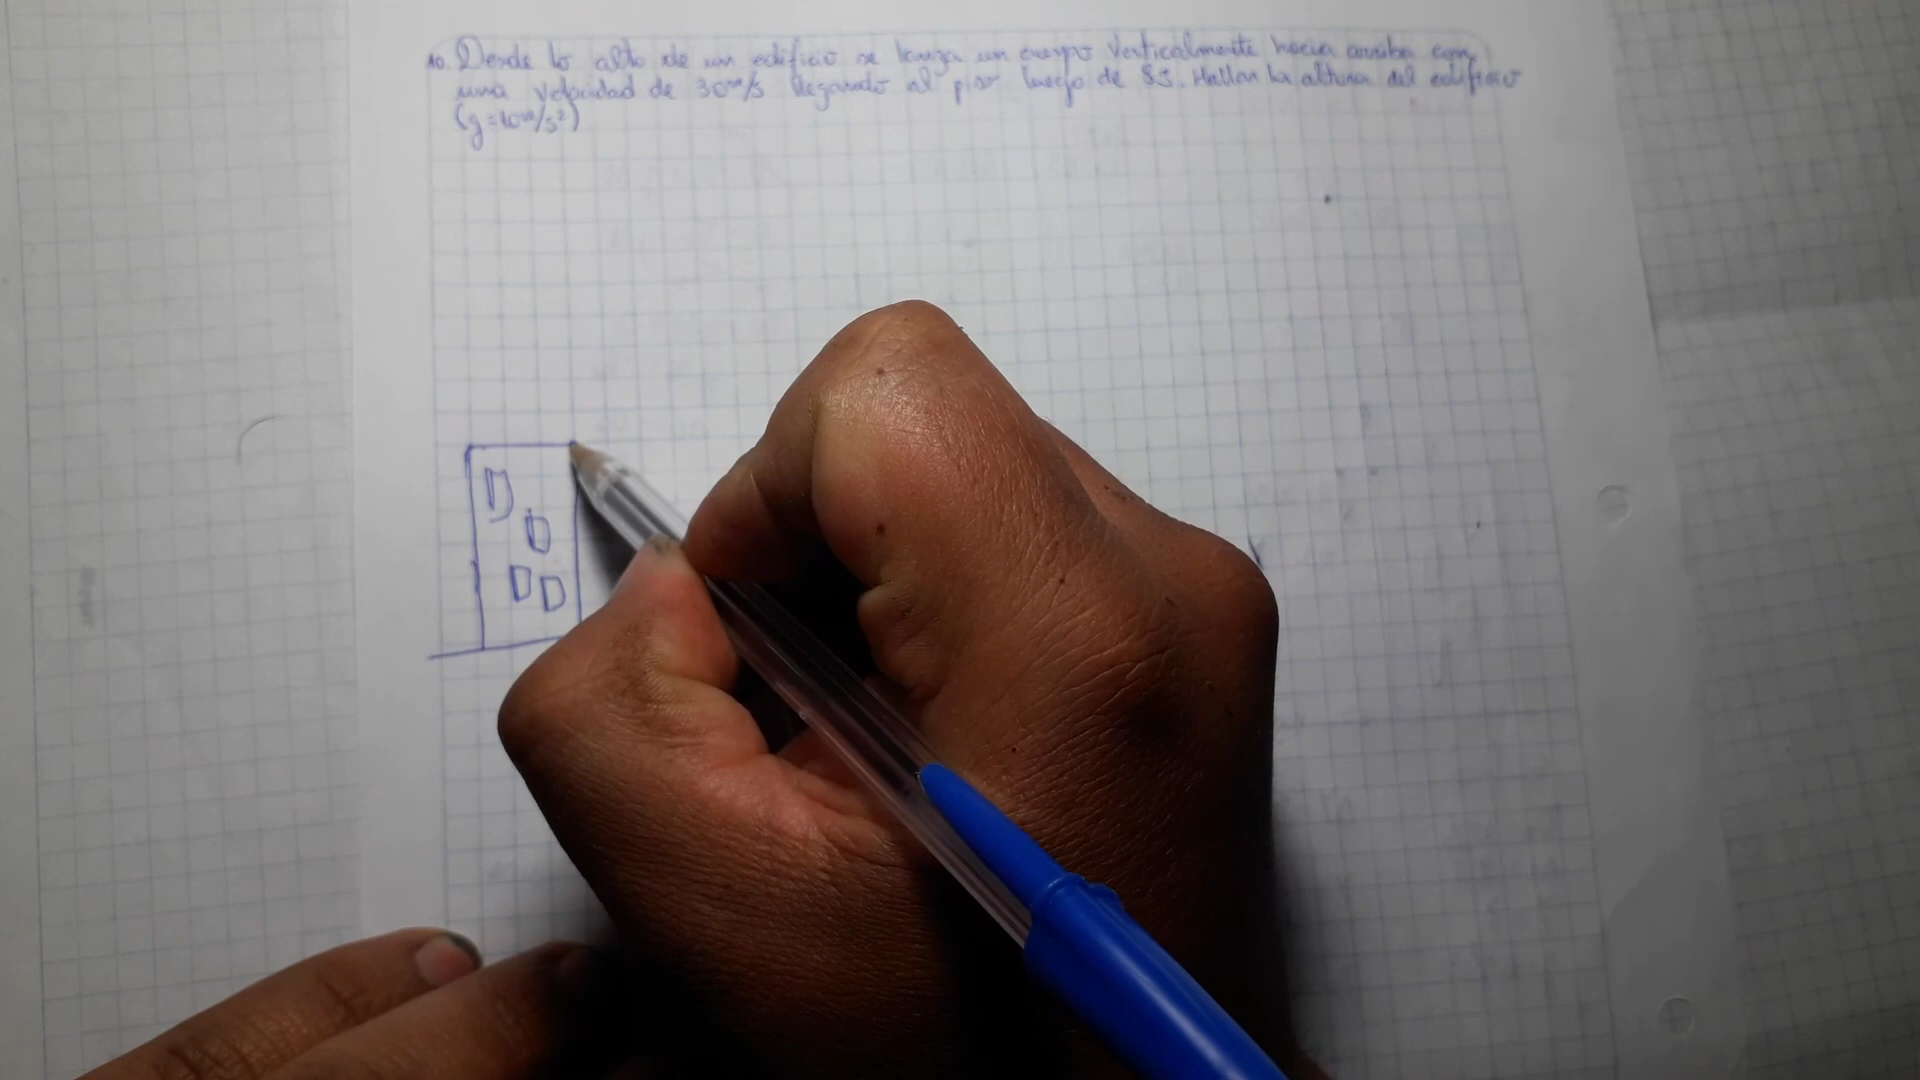 10. Desde lo alto de un edificio se lanza un cuerpo verticalmente hacia arriba con
una velocidad de 30m/s llegando al piso luego de 8s. Hallar la altura del edificio
(g=10m/s²)